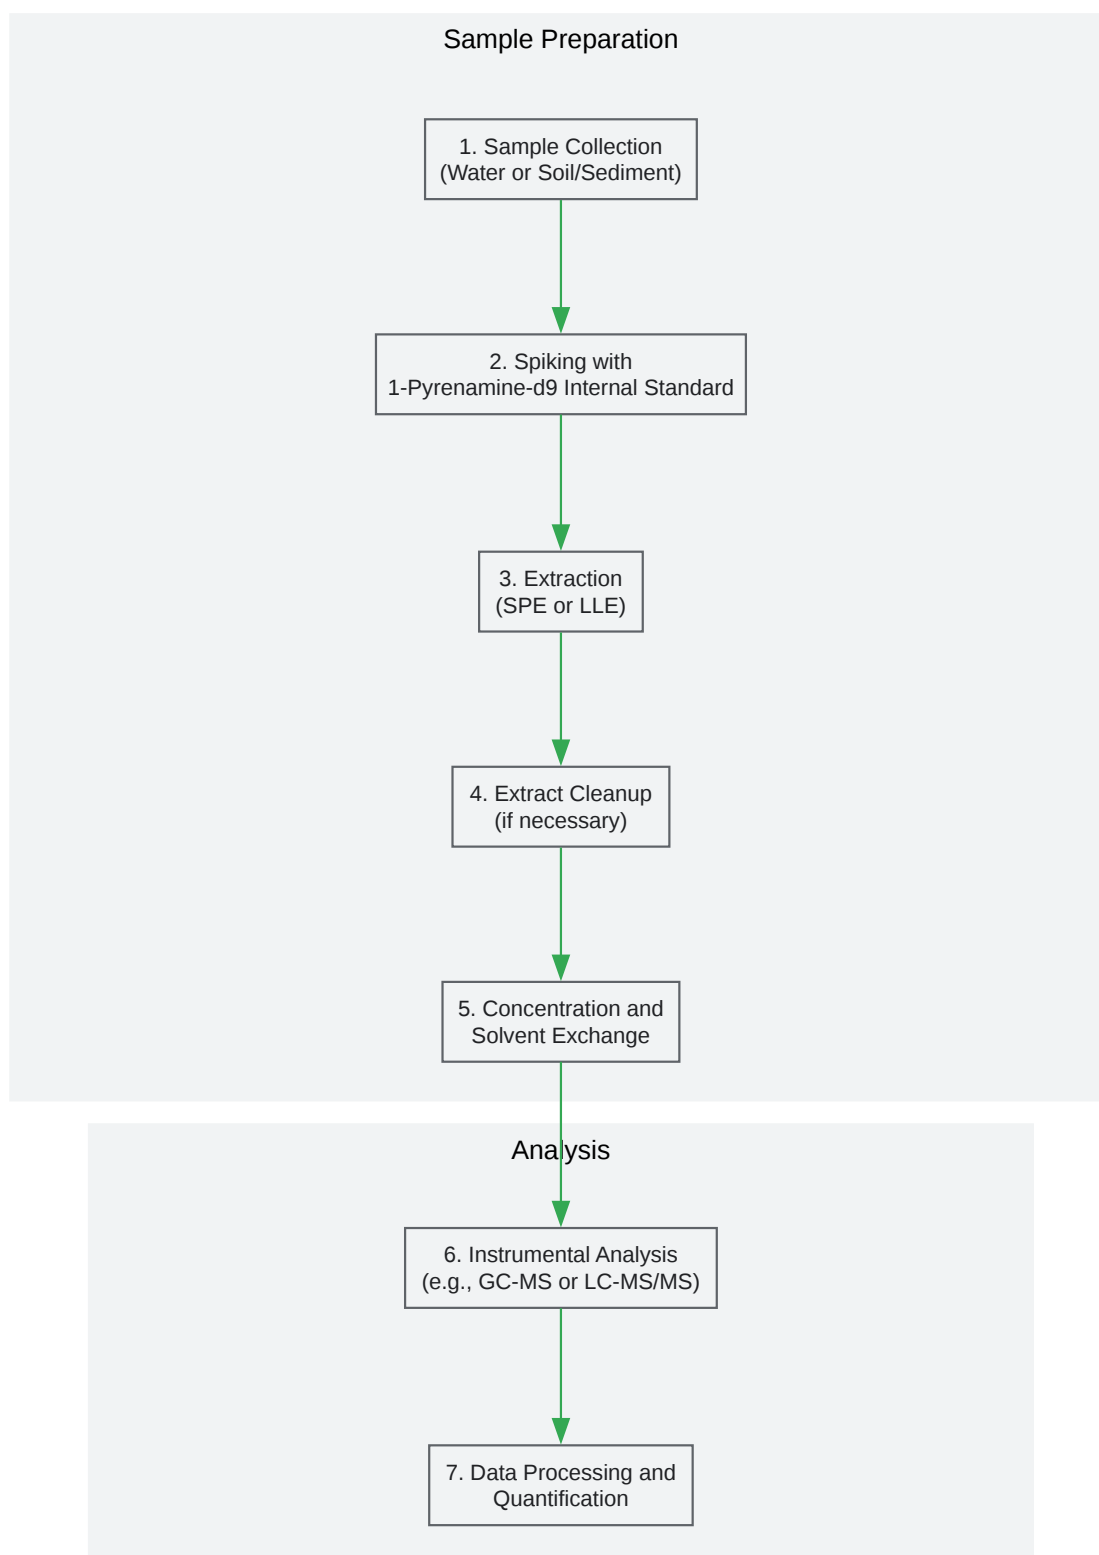 Sample Preparation
1. Sample Collection
(Water or Soil/Sediment)
2. Spiking with
1-Pyrenamine-d9 Internal Standard
3. Extraction
(SPE or LLE)
4. Extract Cleanup
(if necessary)
5. Concentration and
Solvent Exchange
Analysis
6. Instrumental Analysis
(e.g., GC-MS or LC-MS/MS)
7. Data Processing and
Quantification